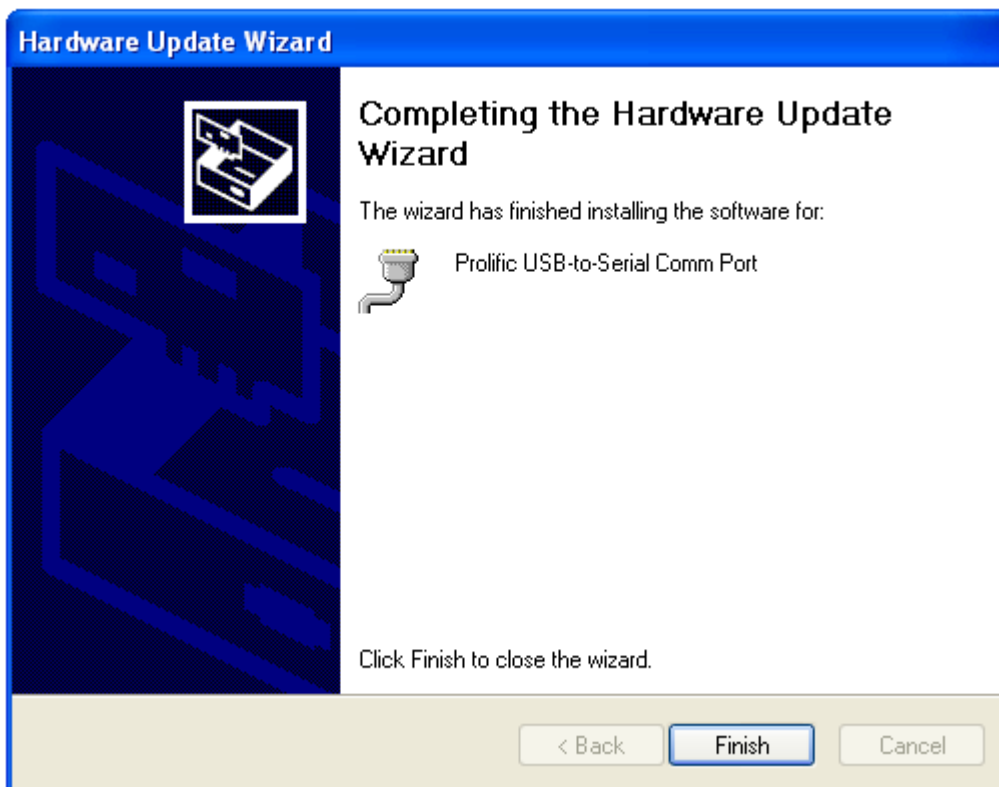 Hardware Update Wizard
Completing the Hardware Update
Wizard
The wizard has finished installing the software for:
Prolific USB-to-Serial Comm Port
Click Finish to close the wizard.
< Back Finish Cancel